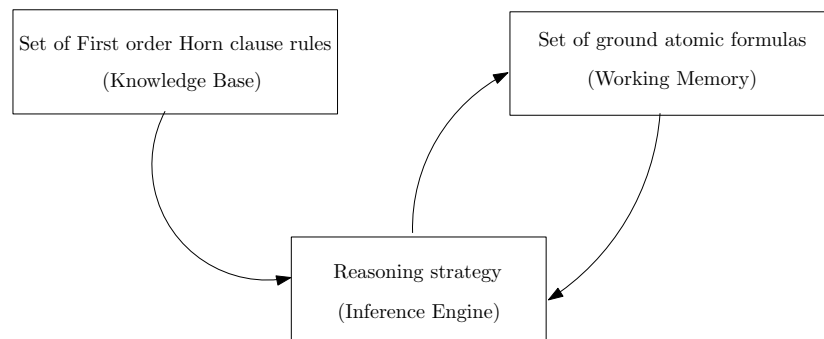 Set of First order Horn clause rules
(Knowledge Base)
Set of ground atomic formulas
(Working Memory)
Reasoning strategy
(Inference Engine)